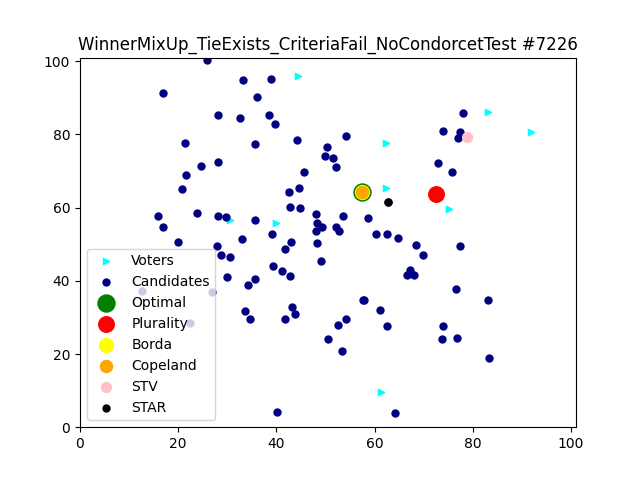 WinnerMixUp_TieExists_CriteriaFail_NoCondorcetTest #7226
100
80
60
40
20
0
Voters
Candidates
Optimal
Plurality
Borda
Copeland
STV
STAR
0 20 40 60 80 100